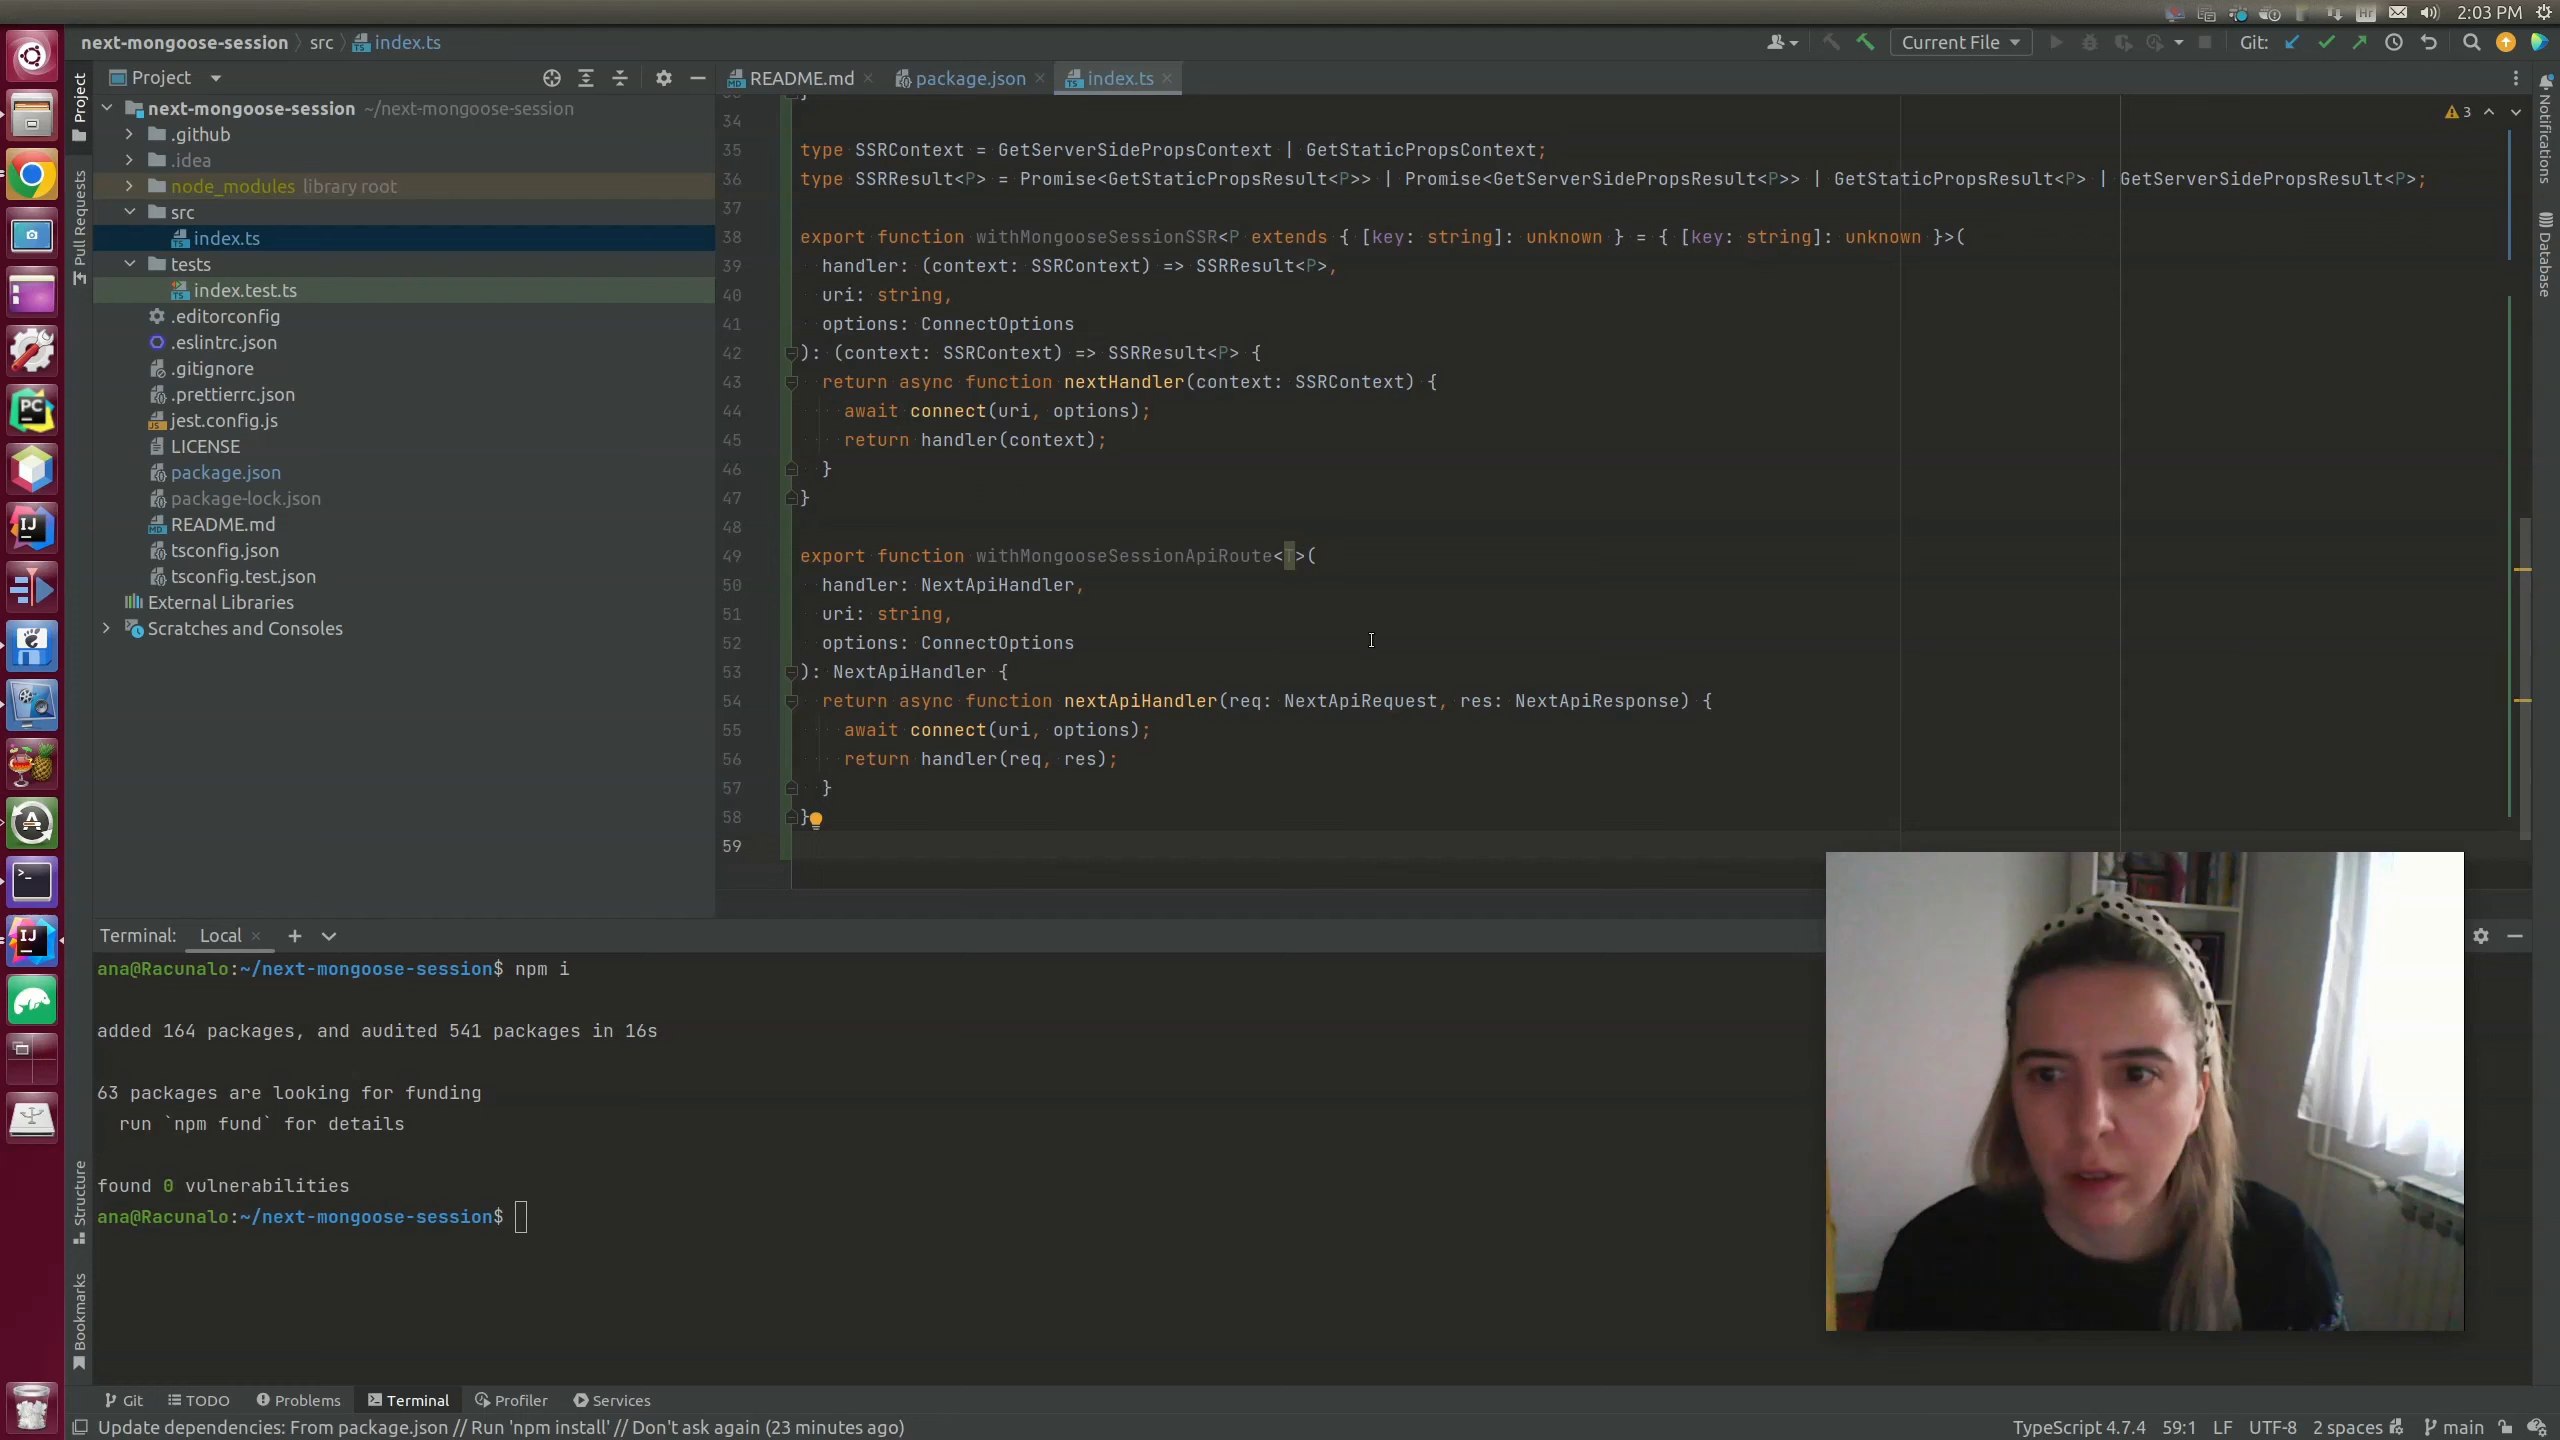 2:03 PM
next-mongoose-session 〉 src 〉 index.ts
Current File
Git:
Project
README.md
package.json
index.ts
next-mongoose-session ~/next-mongoose-session
.github
.idea
node_modules library root
src
index.ts
tests
index.test.ts
.editorconfig
.eslintrc.json
.gitignore
.prettierrc.json
jest.config.js
LICENSE
package.json
package-lock.json
README.md
tsconfig.json
tsconfig.test.json
External Libraries
Scratches and Consoles
Project
Pull Requests
Structure
Bookmarks
Notifications
Database
3
34
35 type SSRContext = GetServerSidePropsContext | GetStaticPropsContext;
36 type SSRResult<P> = Promise<GetStaticPropsResult<P>> | Promise<GetServerSidePropsResult<P>> | GetStaticPropsResult<P> | GetServerSidePropsResult<P>;
37
38 export function withMongooseSessionSSR<P extends { [key: string]: unknown } = { [key: string]: unknown }>(
39 handler: (context: SSRContext) => SSRResult<P>,
40 uri: string,
41 options: ConnectOptions
42 ): (context: SSRContext) => SSRResult<P> {
43 return async function nextHandler(context: SSRContext) {
44 await connect(uri, options);
45 return handler(context);
46 }
47 }
48
49 export function withMongooseSessionApiRoute<T>(
50 handler: NextApiHandler,
51 uri: string,
52 options: ConnectOptions
53 ): NextApiHandler {
54 return async function nextApiHandler(req: NextApiRequest, res: NextApiResponse) {
55 await connect(uri, options);
56 return handler(req, res);
57 }
58 }
59
Terminal: Local
ana@Racunalo:~/next-mongoose-session$ npm i
added 164 packages, and audited 541 packages in 16s
63 packages are looking for funding
run `npm fund` for details
found 0 vulnerabilities
ana@Racunalo:~/next-mongoose-session$
Git
TODO
Problems
Terminal
Profiler
Services
Update dependencies: From package.json // Run 'npm install' // Don't ask again (23 minutes ago)
TypeScript 4.7.4 59:1 LF UTF-8 2 spaces main